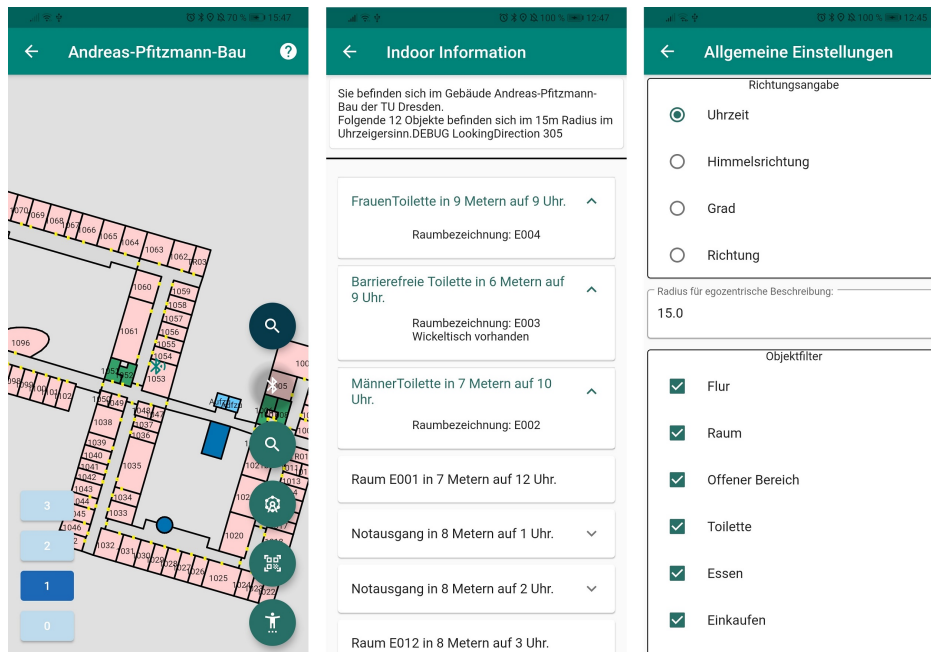 70 % 15:47
Andreas-Pfitzmann-Bau
?
1070
1069
1068
1067
1066
1065
1064
1063
1062
TR03
1060
1059
1058
1057
1056
1055
1054
1053
1061
1096
1052
1050
1049
1048
1047
1037
1036
1038
1039
1040
1041
1042
1043
1035
1034
1033
1032
1031
1030
1029
1028
1027
1026
1025
1020
3
2
1
0
100 % 12:47
Indoor Information
Sie befinden sich im Gebäude Andreas-Pfitzmann-
Bau der TU Dresden.
Folgende 12 Objekte befinden sich im 15m Radius im
Uhrzeigersinn.DEBUG LookingDirection 305
FrauenToilette in 9 Metern auf 9 Uhr.
Raumbezeichnung: E004
Barrierefreie Toilette in 6 Metern auf
9 Uhr.
Raumbezeichnung: E003
Wickeltisch vorhanden
MännerToilette in 7 Metern auf 10
Uhr.
Raumbezeichnung: E002
Raum E001 in 7 Metern auf 12 Uhr.
Notausgang in 8 Metern auf 1 Uhr.
Notausgang in 8 Metern auf 2 Uhr.
Raum E012 in 8 Metern auf 3 Uhr.
100 % 12:45
Allgemeine Einstellungen
Richtungsangabe
Uhrzeit
Himmelsrichtung
Grad
Richtung
Radius für egozentrische Beschreibung:
15.0
Objektfilter
Flur
Raum
Offener Bereich
Toilette
Essen
Einkaufen